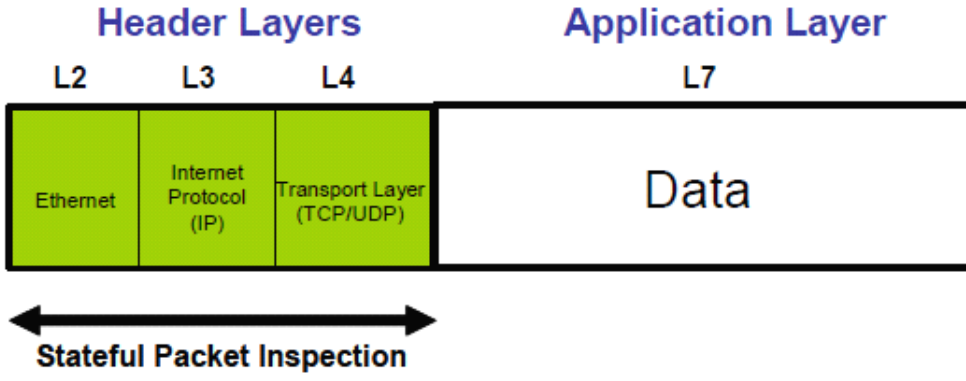 Header Layers
Application Layer
L2
L3
L4
L7
Ethernet
Internet
Protocol
(IP)
Transport Layer
(TCP/UDP)
Data
Stateful Packet Inspection